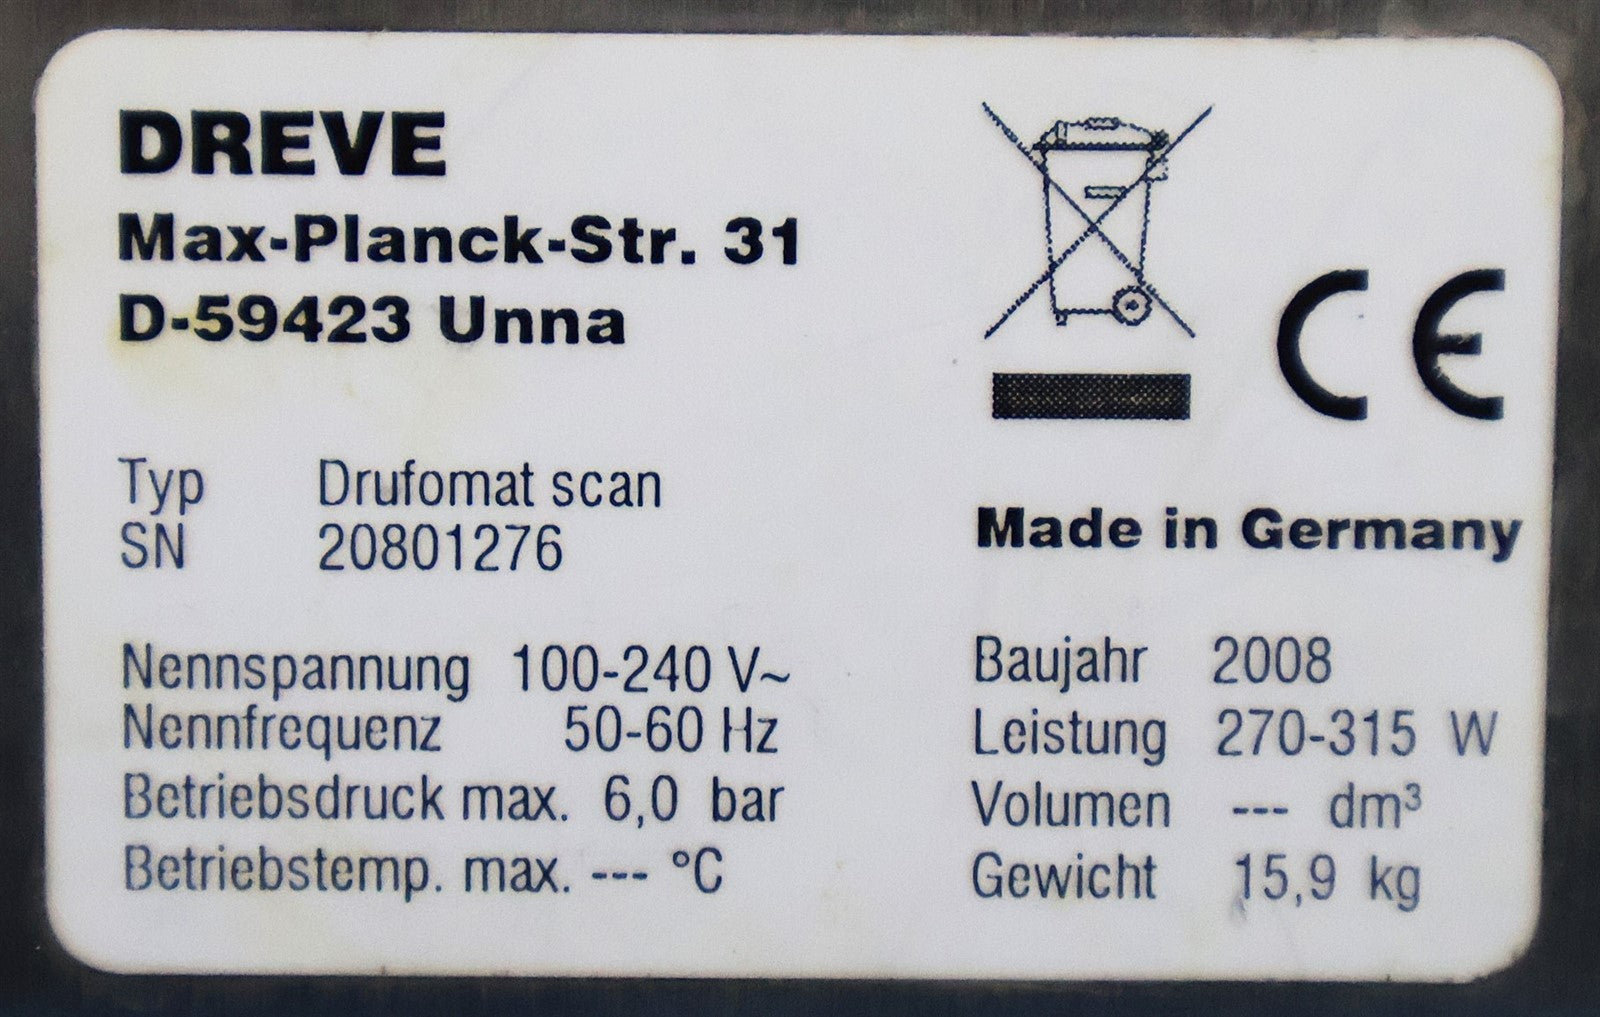 DREVE
Max-Planck-Str. 31
D-59423 Unna
CE
Typ Drufomat scan
SN 20801276
Made in Germany
Nennspannung 100-240 V~
Nennfrequenz 50-60 Hz
Betriebsdruck max. 6,0 bar
Betriebstemp. max. --- °C
Baujahr 2008
Leistung 270-315 W
Volumen --- dm³
Gewicht 15,9 kg